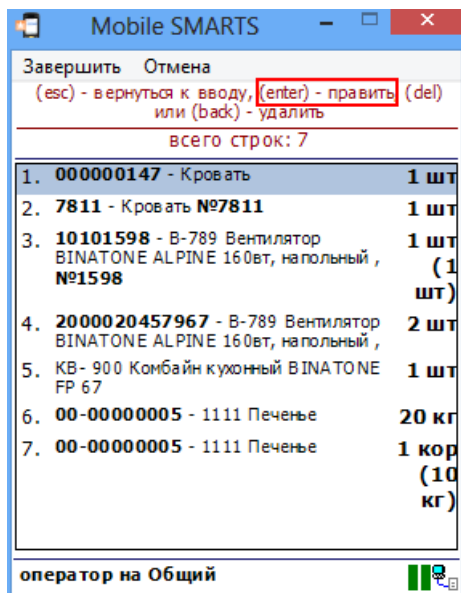 Mobile SMARTS
Завершить Отмена
(esc) - вернуться к вводу, (enter) - править, (del)
или (back) - удалить
всего строк: 7
1. 000000147 - Кровать 1 шт
2. 7811 - Кровать №7811 1 шт
3. 10101598 - В-789 Вентилятор 1 шт
BINATONE ALPINE 160вт, напольный , (1
№1598 шт)
4. 2000020457967 - В-789 Вентилятор 2 шт
BINATONE ALPINE 160вт, напольный ,
5. КВ- 900 Комбайн кухонный BINATONE 1 шт
FP 67
6. 00-00000005 - 1111 Печенье 20 кг
7. 00-00000005 - 1111 Печенье 1 кор
(10
кг)
оператор на Общий